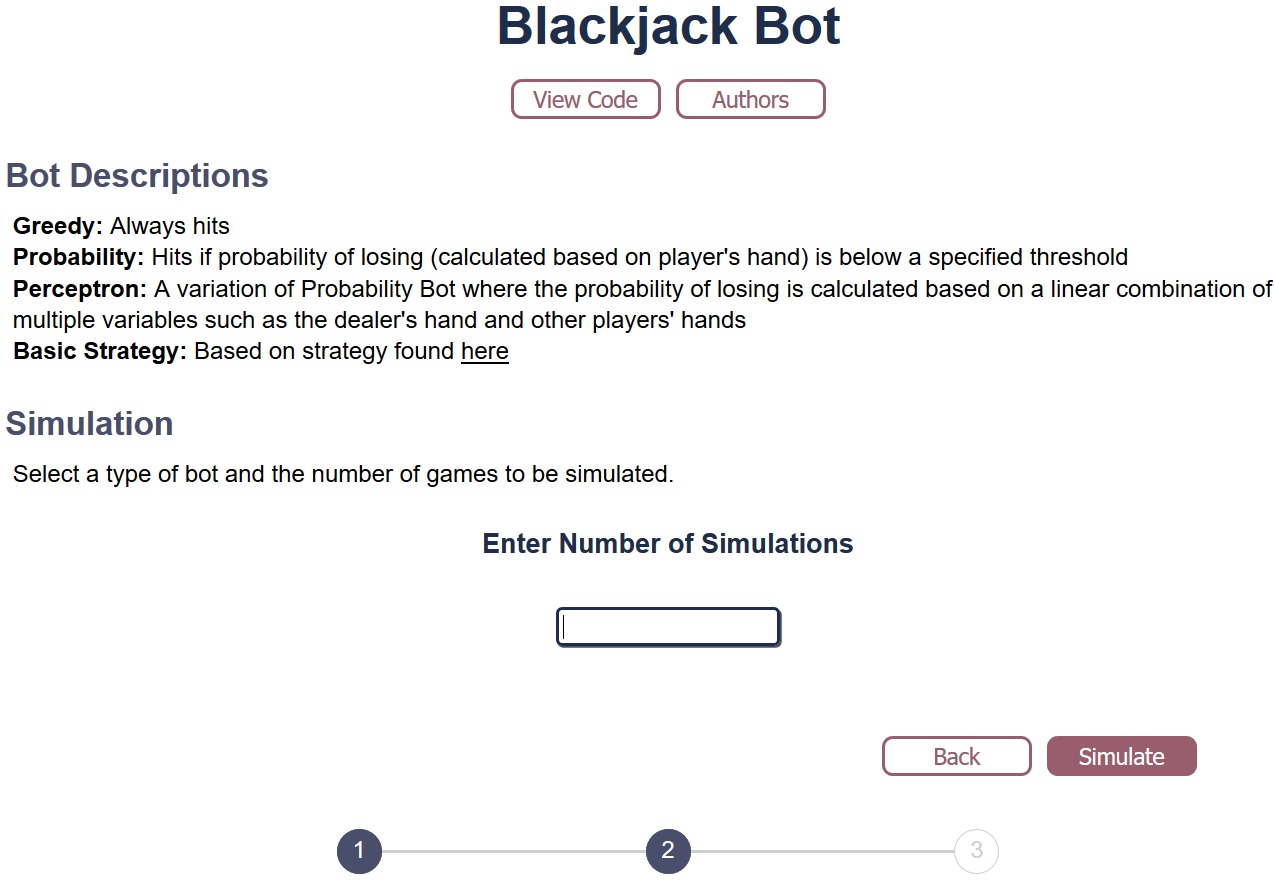 Blackjack Bot
View Code Authors
Bot Descriptions
Greedy: Always hits
Probability: Hits if probability of losing (calculated based on player's hand) is below a specified threshold
Perceptron: A variation of Probability Bot where the probability of losing is calculated based on a linear combination of
multiple variables such as the dealer's hand and other players' hands
Basic Strategy: Based on strategy found here
Simulation
Select a type of bot and the number of games to be simulated.
Enter Number of Simulations
Back Simulate
1 2 3